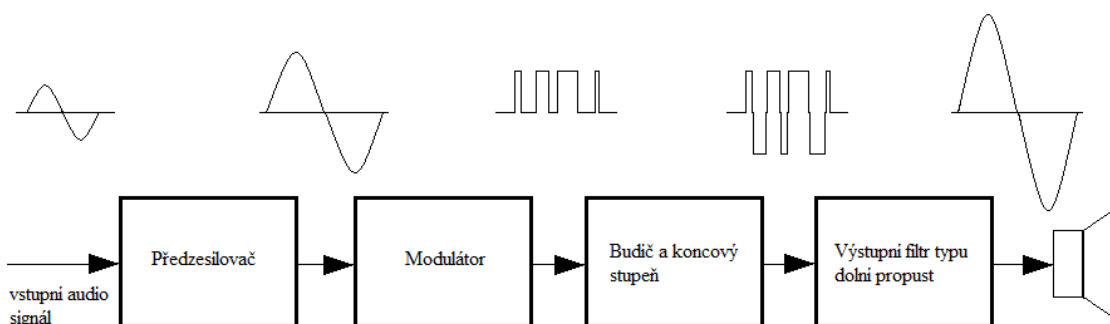 vstupní audio
signál
Předzesilovač
Modulátor
Budič a koncový
stupeň
Výstupní filtr typu
dolní propust